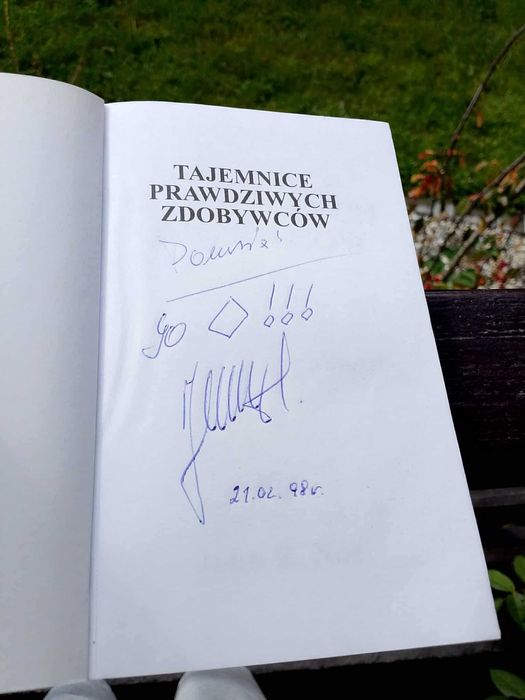 TAJEMNICE
PRAWDZIWYCH
ZDOBYWCÓW
go ◇ !!!
21.02.98r.